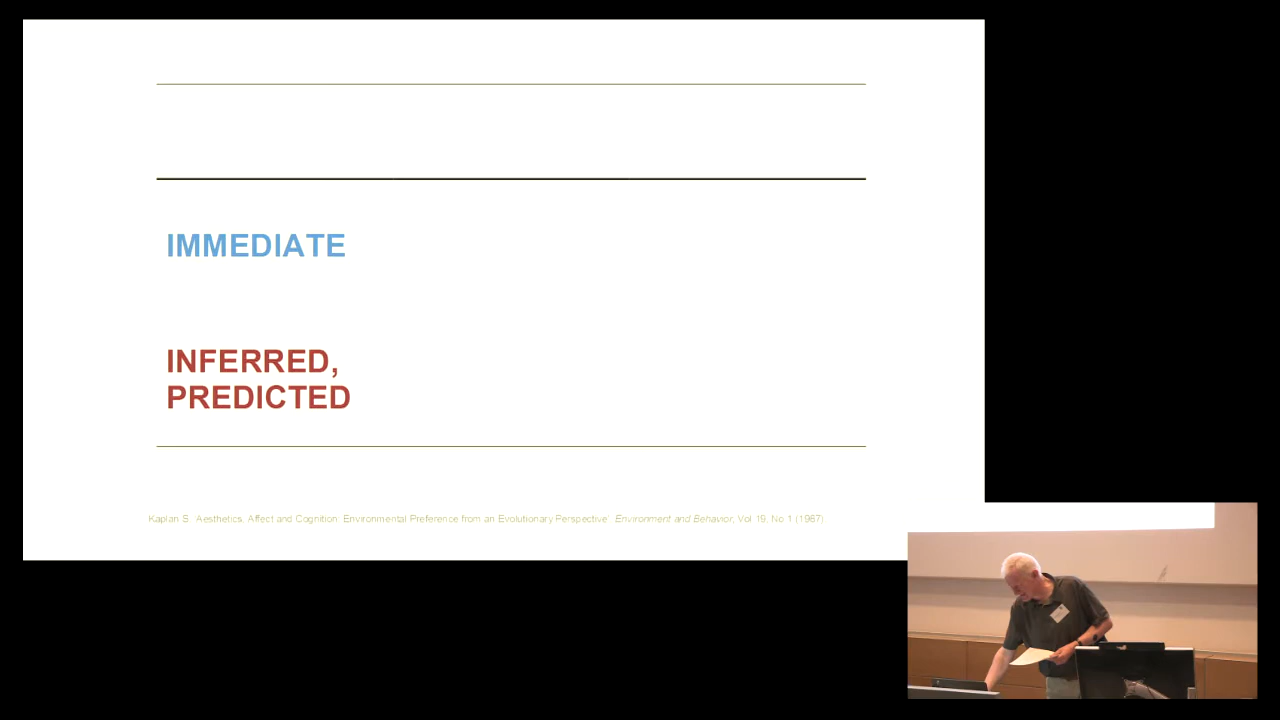 IMMEDIATE
INFERRED,
PREDICTED
Kaplan S. 'Aesthetics, Affect and Cognition: Environmental Preference from an Evolutionary Perspective'. Environment and Behavior, Vol 19, No 1 (1987)